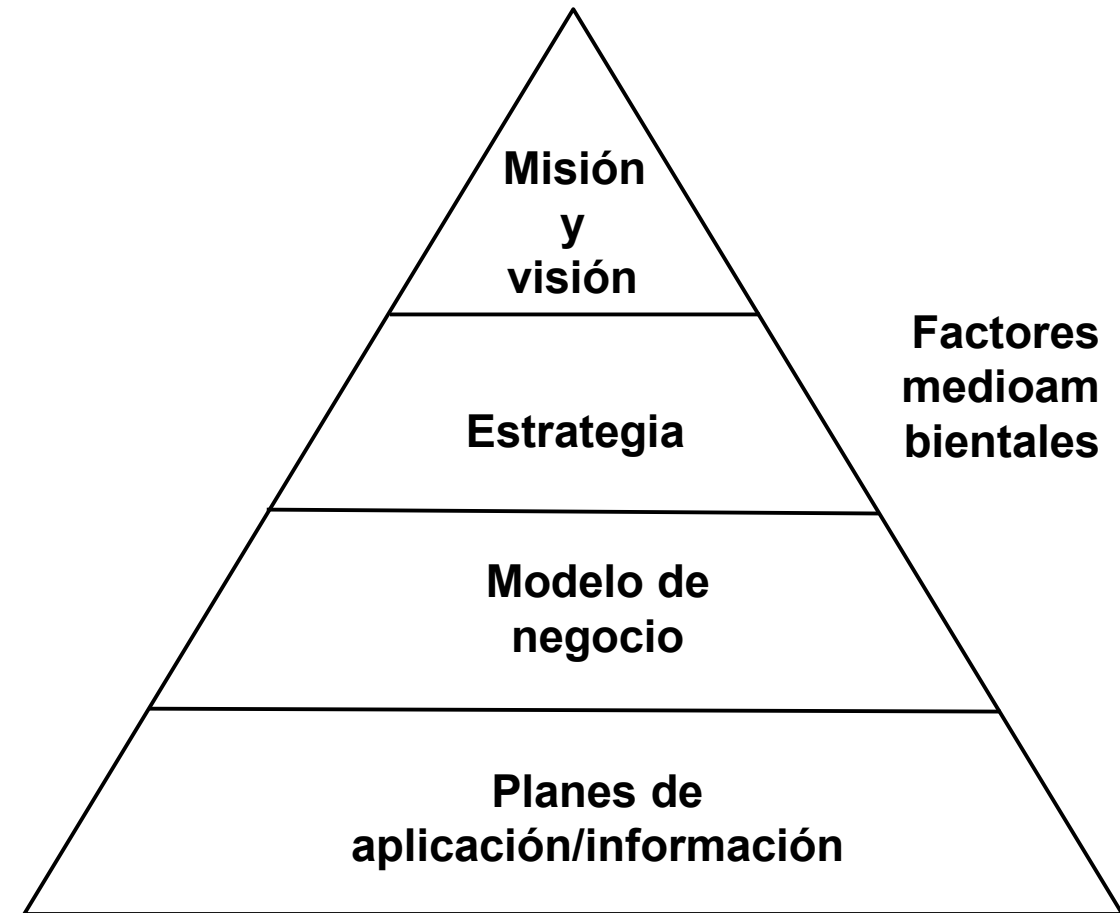 Misión
y
visión
Factores
medioam
bientales
Estrategia
Modelo de
negocio
Planes de
aplicación/información